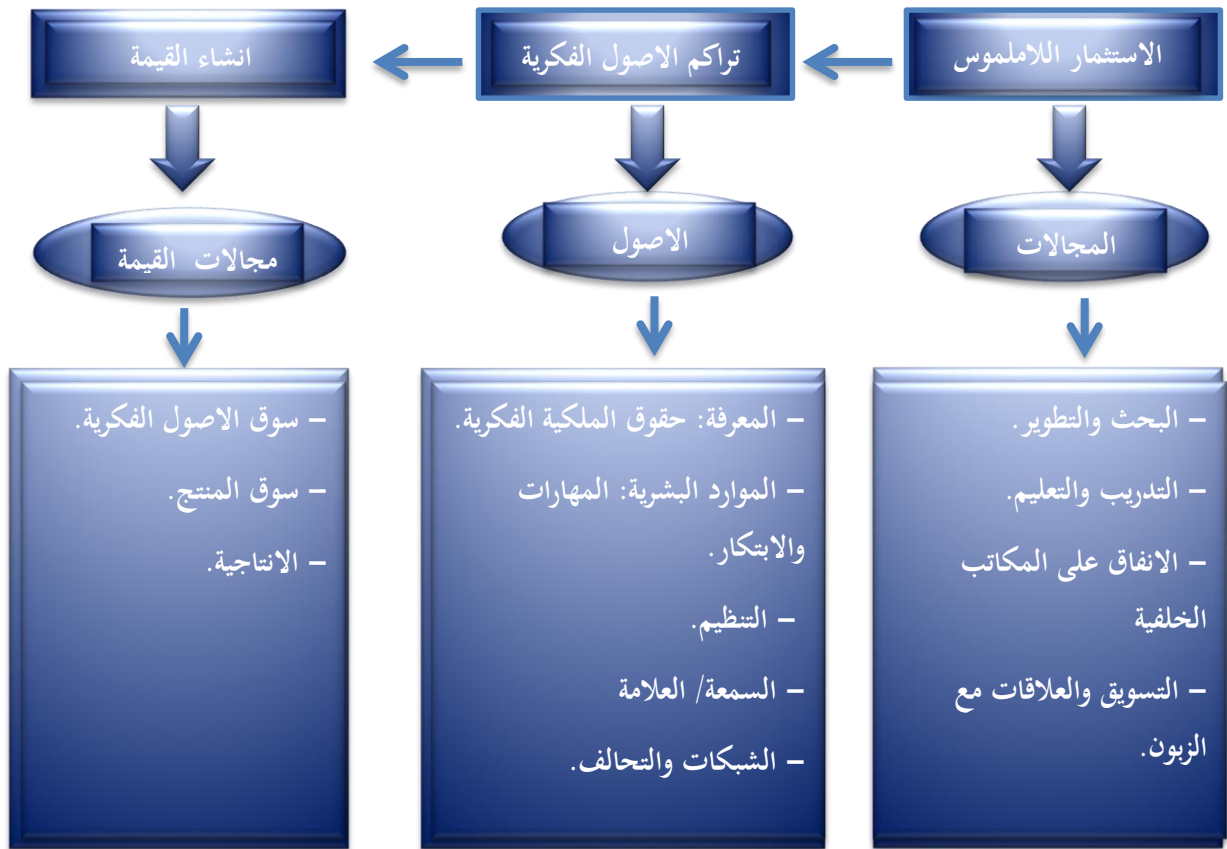 الاستثمار اللاملموس
تراكم الاصول الفكرية
انشاء القيمة
المجالات
الاصول
مجالات القيمة
– البحث والتطوير.
– التدريب والتعليم.
– الانفاق على المكاتب
الخلفية
– التسويق والعلاقات مع
الزبون.
– المعرفة: حقوق الملكية الفكرية.
– الموارد البشرية: المهارات
والابتكار.
– التنظيم.
– السمعة/ العلامة
– الشبكات والتحالف.
– سوق الاصول الفكرية.
– سوق المنتج.
– الانتاجية.